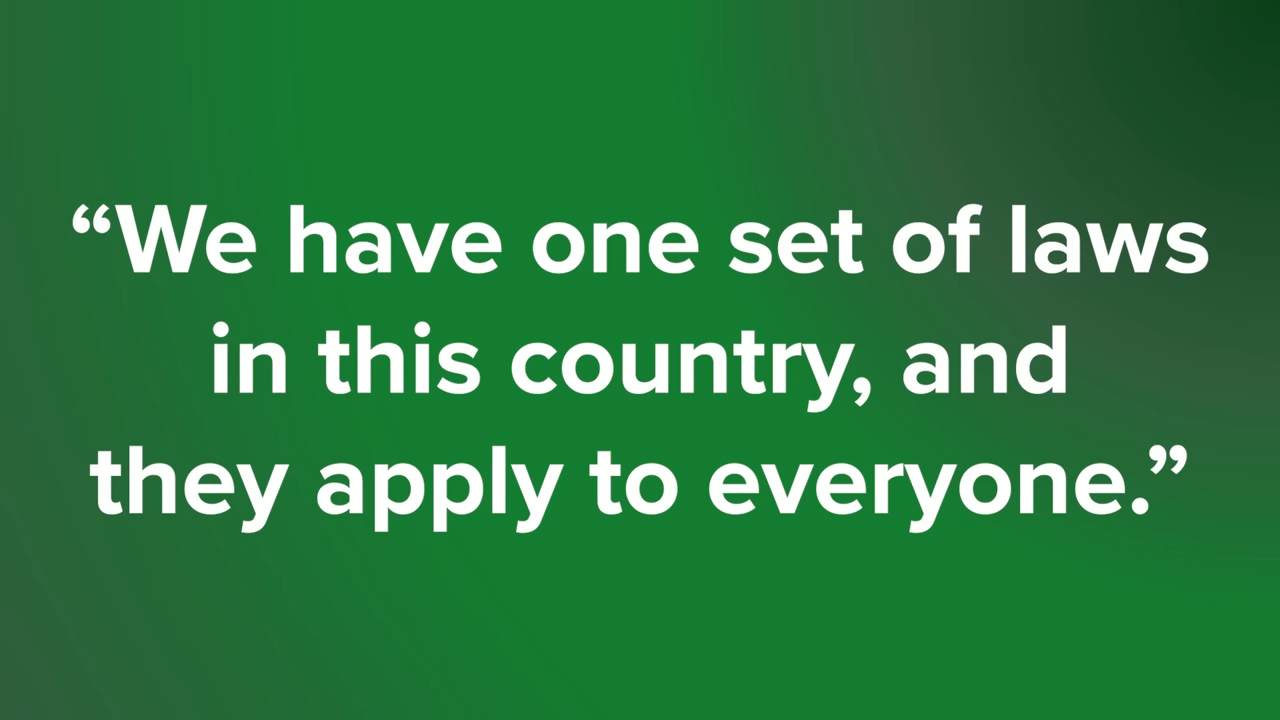 “We have one set of laws
in this country, and
they apply to everyone.”